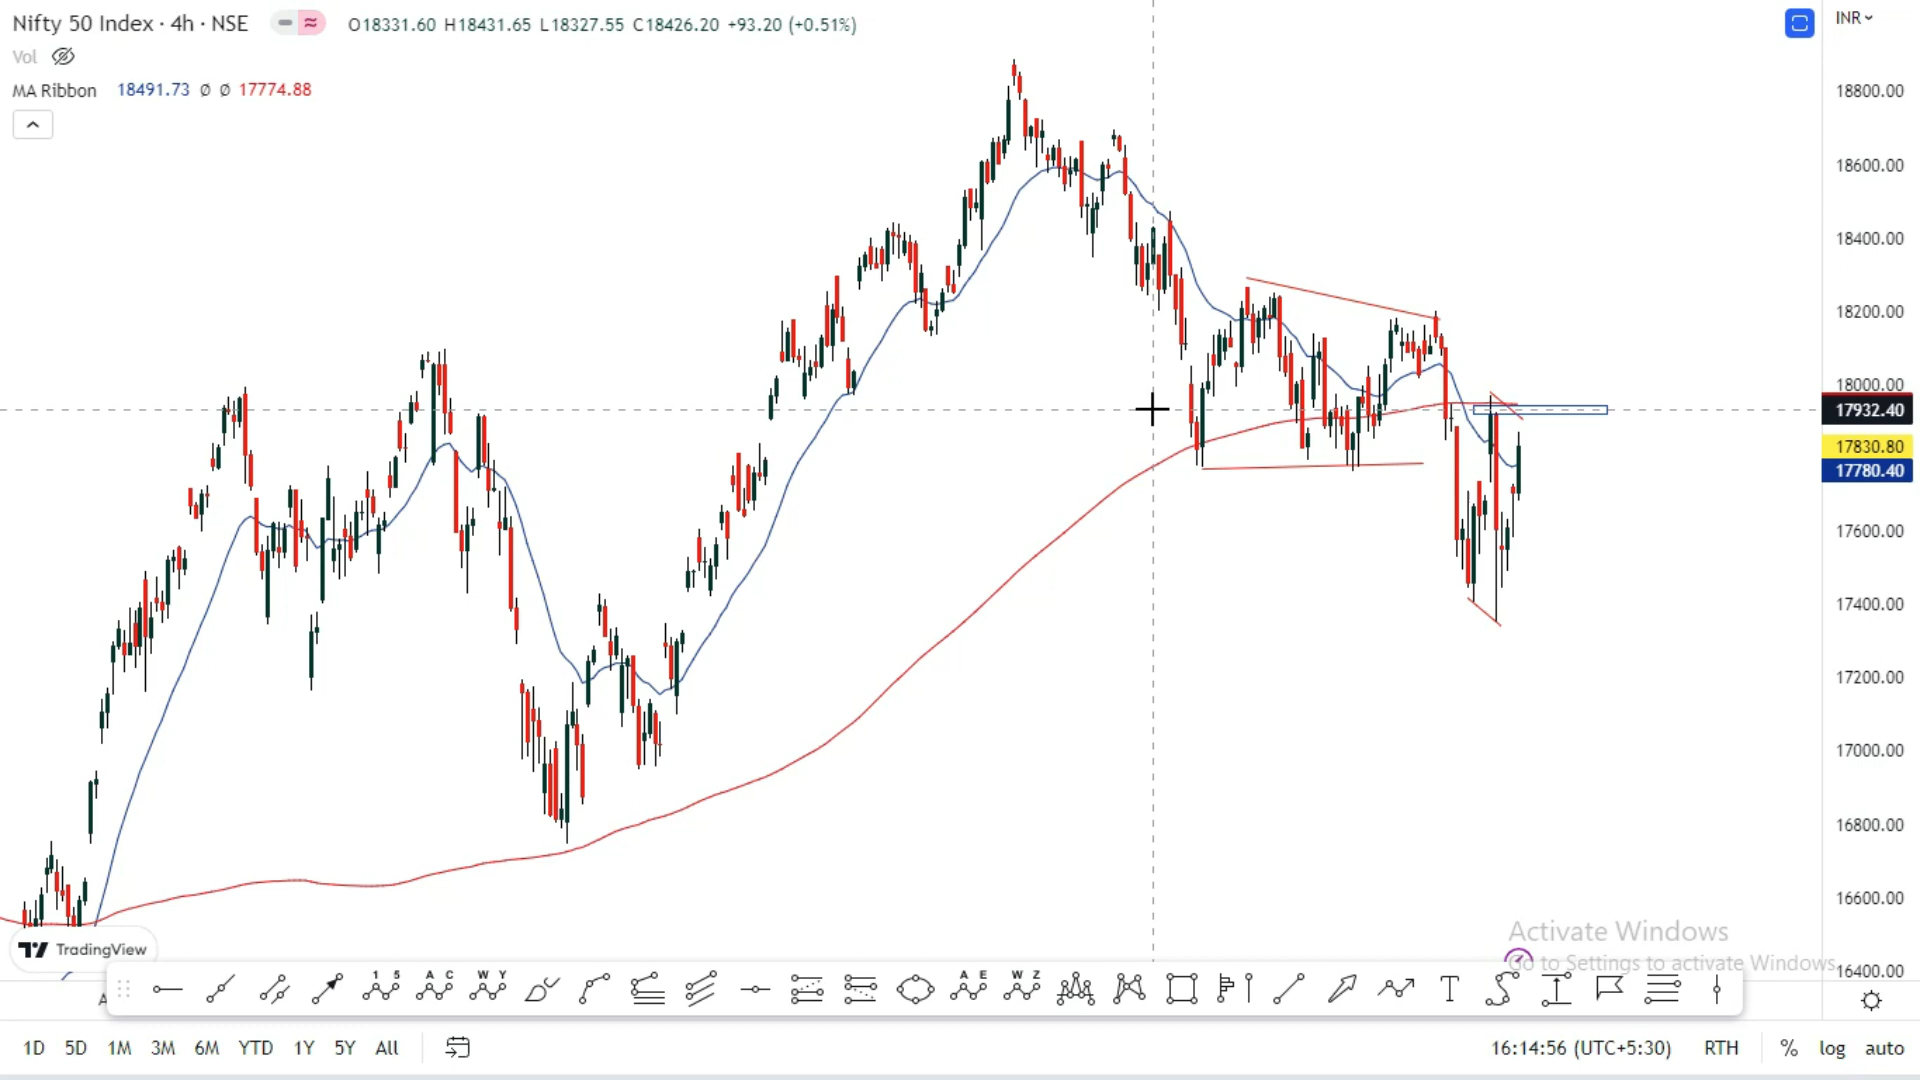 Nifty 50 Index · 4h · NSE O18331.60 H18431.65 L18327.55 C18426.20 +93.20 (+0.51%) INR
Vol
MA Ribbon 18491.73 Ø Ø 17774.88
18800.00
18600.00
18400.00
18200.00
18000.00
17932.40
17830.80
17780.40
17600.00
17400.00
17200.00
17000.00
16800.00
16600.00
16400.00
Activate Windows
Go to Settings to activate Windows.
TradingView
A
1 5
A C
W Y
A E
W Z
T
1D 5D 1M 3M 6M YTD 1Y 5Y All 16:14:56 (UTC+5:30) RTH % log auto